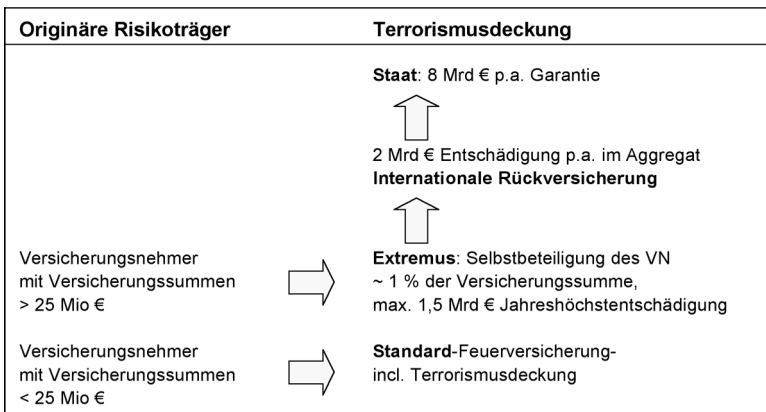 Originäre Risikoträger
Terrorismusdeckung
Staat: 8 Mrd € p.a. Garantie
2 Mrd € Entschädigung p.a. im Aggregat
Internationale Rückversicherung
Versicherungsnehmer
mit Versicherungssummen
> 25 Mio €
Extremus: Selbstbeteiligung des VN
~ 1 % der Versicherungssumme,
max. 1,5 Mrd € Jahreshöchstentschädigung
Versicherungsnehmer
mit Versicherungssummen
< 25 Mio €
Standard-Feuerversicherung-
incl. Terrorismusdeckung